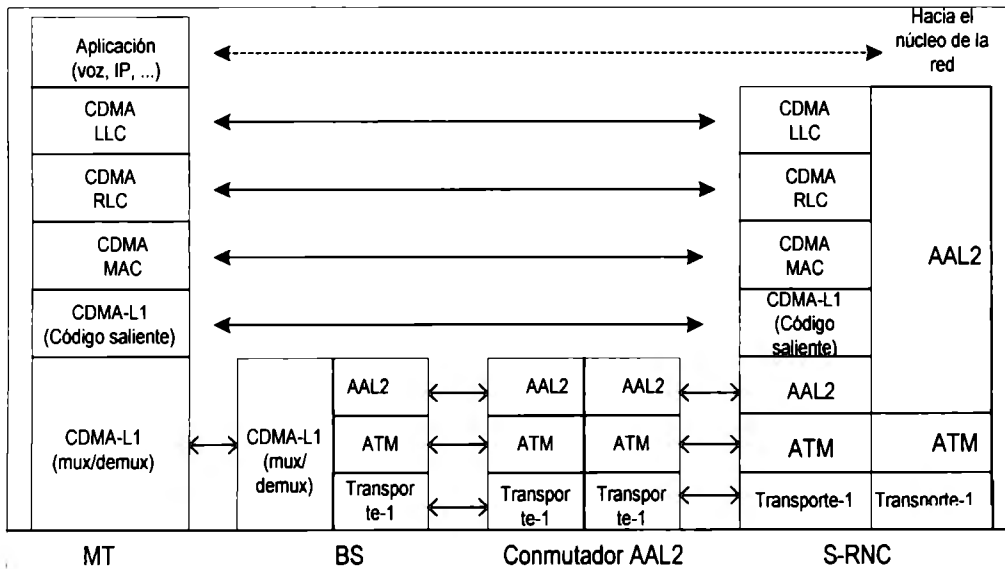 Aplicación
(voz, IP, ...)
Hacia el
núcleo de la
red
CDMA
LLC
CDMA
LLC
CDMA
RLC
CDMA
RLC
CDMA
MAC
CDMA
MAC
AAL2
CDMA-L1
(Código saliente)
CDMA-L1
(Código
saliente)
CDMA-L1
(mux/demux)
CDMA-L1
(mux/
demux)
AAL2
AAL2
AAL2
AAL2
ATM
ATM
ATM
ATM
ATM
Transpor
te-1
Transpor
te-1
Transpor
te-1
Transporte-1
Transporte-1
MT
BS
Conmutador AAL2
S-RNC